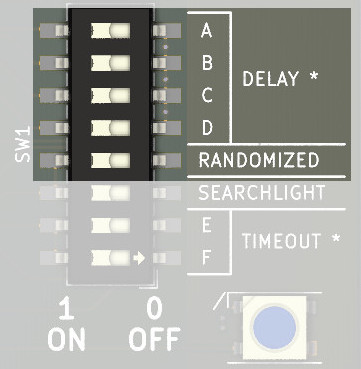 A
B
C
D
DELAY *
RANDOMIZED
SEARCHLIGHT
E
F
TIMEOUT *
SW1
1 0
ON OFF